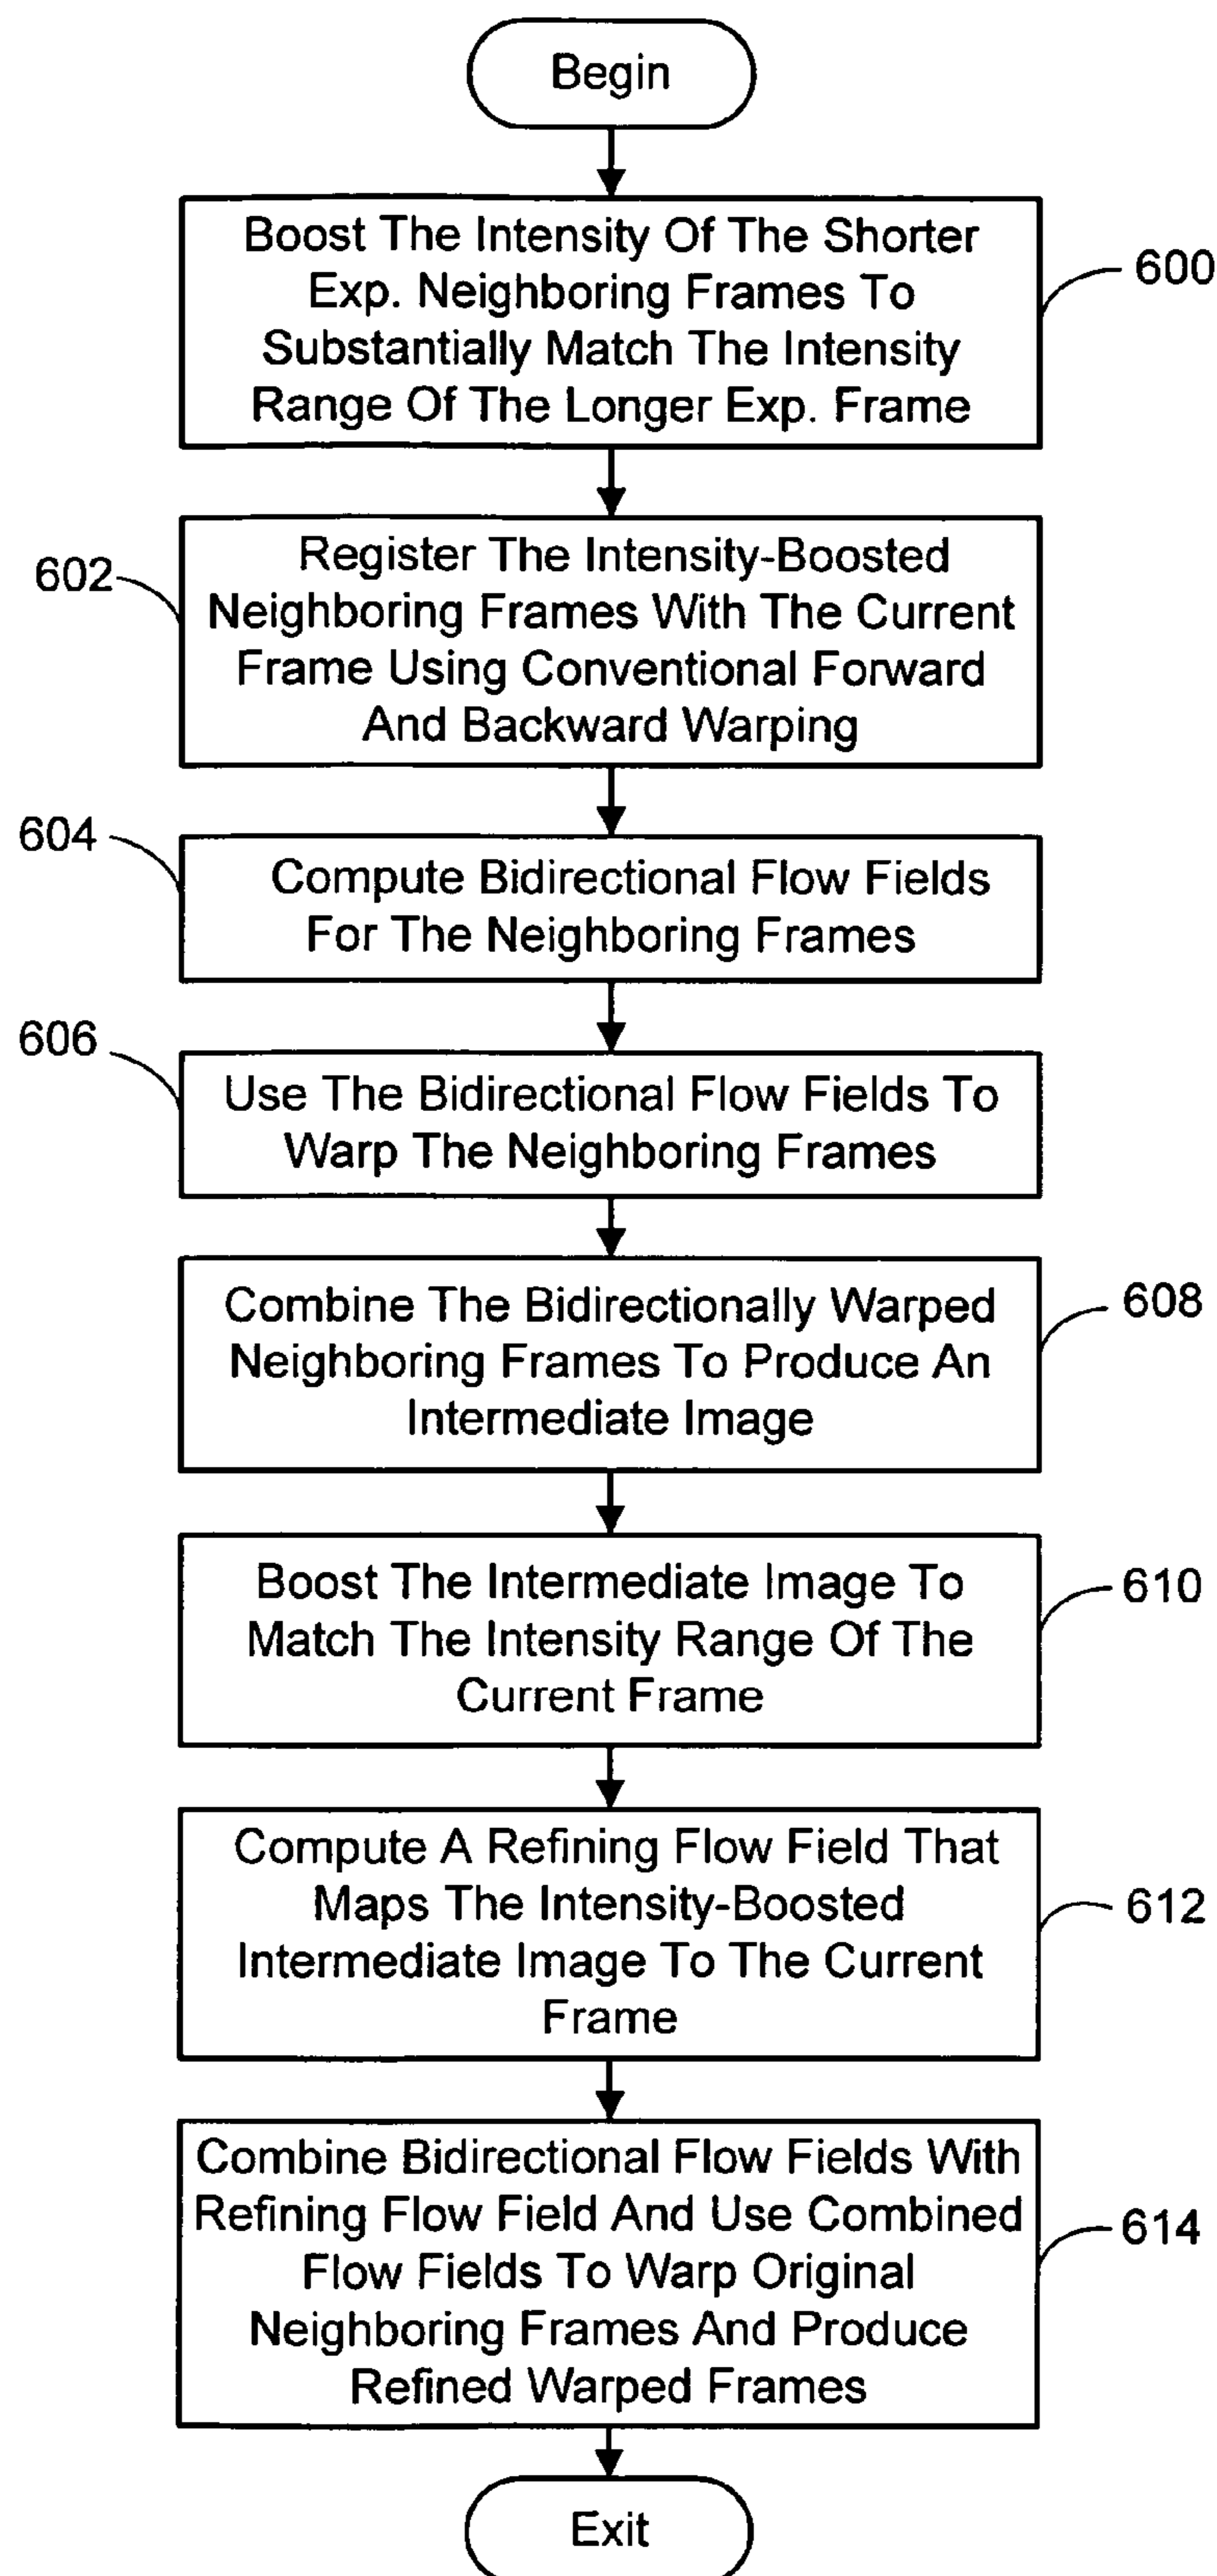 Begin
Boost The Intensity Of The Shorter
Exp. Neighboring Frames To
Substantially Match The Intensity
Range Of The Longer Exp. Frame
600
Register The Intensity-Boosted
Neighboring Frames With The Current
Frame Using Conventional Forward
And Backward Warping
602
604
Compute Bidirectional Flow Fields
For The Neighboring Frames
606
Use The Bidirectional Flow Fields To
Warp The Neighboring Frames
Combine The Bidirectionally Warped
Neighboring Frames To Produce An
Intermediate Image
608
Boost The Intermediate Image To
Match The Intensity Range Of The
Current Frame
610
Compute A Refining Flow Field That
Maps The Intensity-Boosted
Intermediate Image To The Current
Frame
612
Combine Bidirectional Flow Fields With
Refining Flow Field And Use Combined
Flow Fields To Warp Original
Neighboring Frames And Produce
Refined Warped Frames
614
Exit